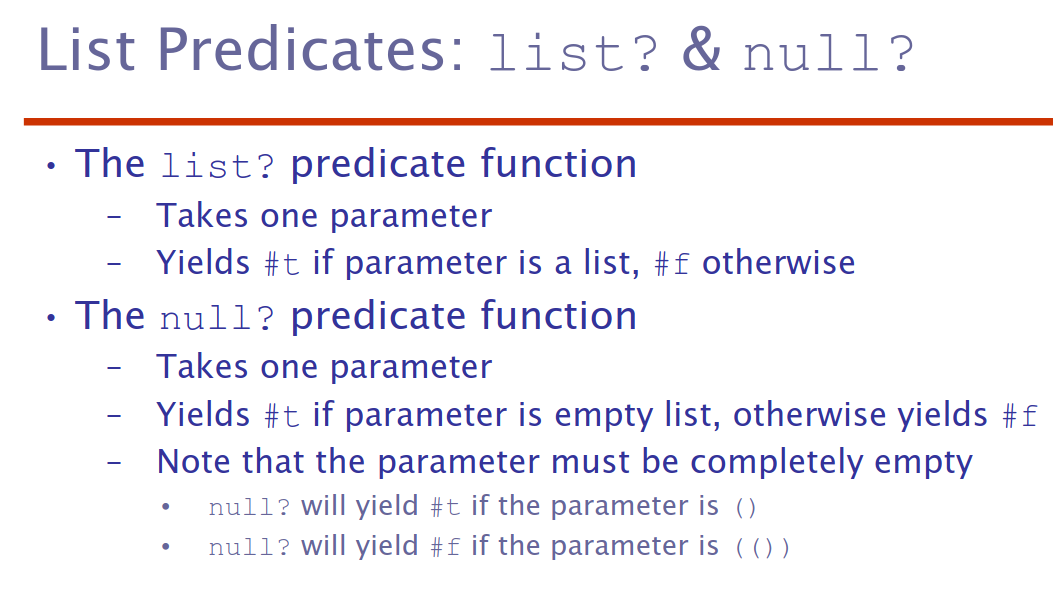 List Predicates: list? & null?
• The list? predicate function
– Takes one parameter
– Yields #t if parameter is a list, #f otherwise
• The null? predicate function
– Takes one parameter
– Yields #t if parameter is empty list, otherwise yields #f
– Note that the parameter must be completely empty
• null? will yield #t if the parameter is ()
• null? will yield #f if the parameter is (())